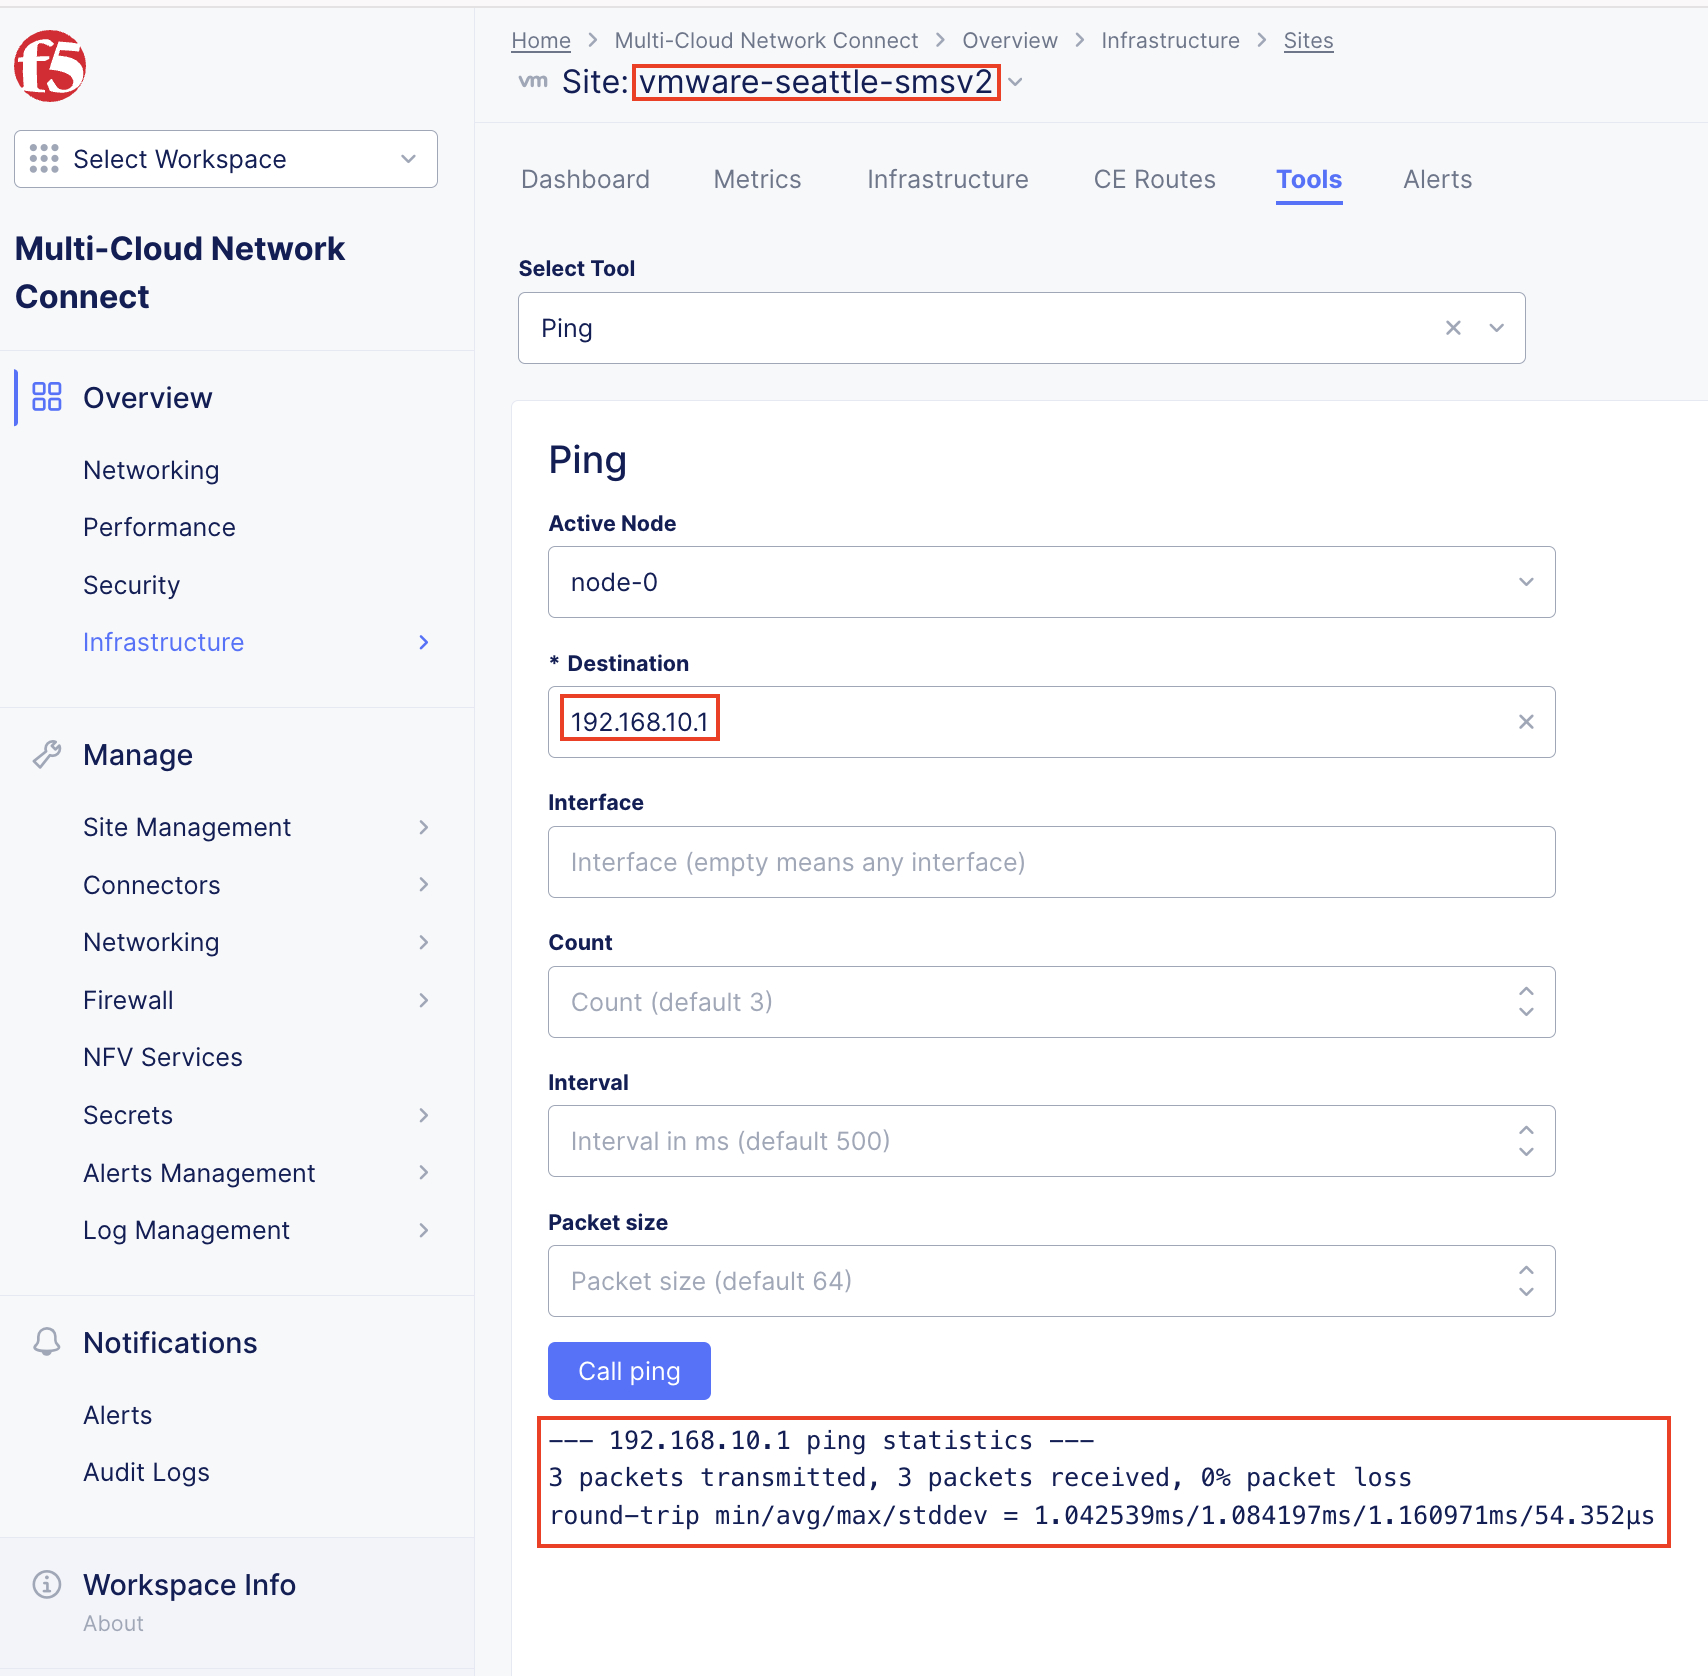 f5
Select Workspace
Multi-Cloud Network
Connect
Overview
Networking
Performance
Security
Infrastructure
Manage
Site Management
Connectors
Networking
Firewall
NFV Services
Secrets
Alerts Management
Log Management
Notifications
Alerts
Audit Logs
Workspace Info
About
Home > Multi-Cloud Network Connect > Overview > Infrastructure > Sites
vm Site: vmware-seattle-smsv2
Dashboard Metrics Infrastructure CE Routes Tools Alerts
Select Tool
Ping
Ping
Active Node
node-0
* Destination
192.168.10.1
Interface
Interface (empty means any interface)
Count
Count (default 3)
Interval
Interval in ms (default 500)
Packet size
Packet size (default 64)
Call ping
--- 192.168.10.1 ping statistics ---
3 packets transmitted, 3 packets received, 0% packet loss
round-trip min/avg/max/stddev = 1.042539ms/1.084197ms/1.160971ms/54.352µs